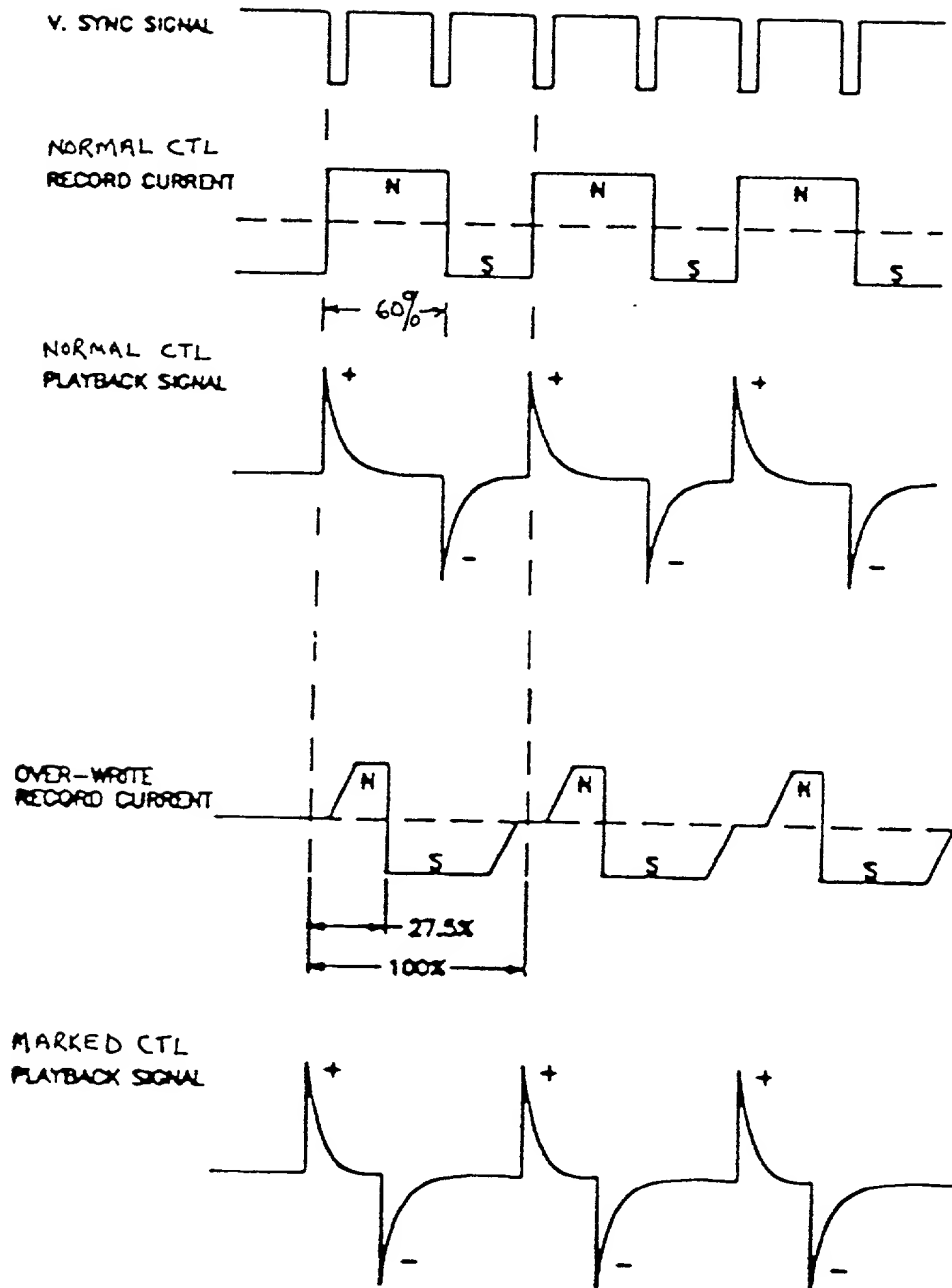 V. SYNC SIGNAL
NORMAL CTL
RECORD CURRENT
N
N
N
S
S
S
60%
NORMAL CTL
PLAYBACK SIGNAL
+
+
+
-
-
-
OVER-WRITE
RECORD CURRENT
N
N
N
S
S
S
27.5%
100%
MARKED CTL
PLAYBACK SIGNAL
+
+
+
-
-
-